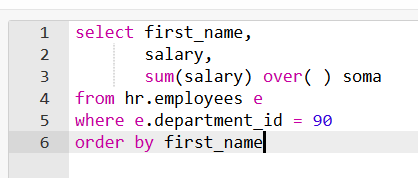 1 select first_name,
2 salary,
3 sum(salary) over( ) soma
4 from hr.employees e
5 where e.department_id = 90
6 order by first_name